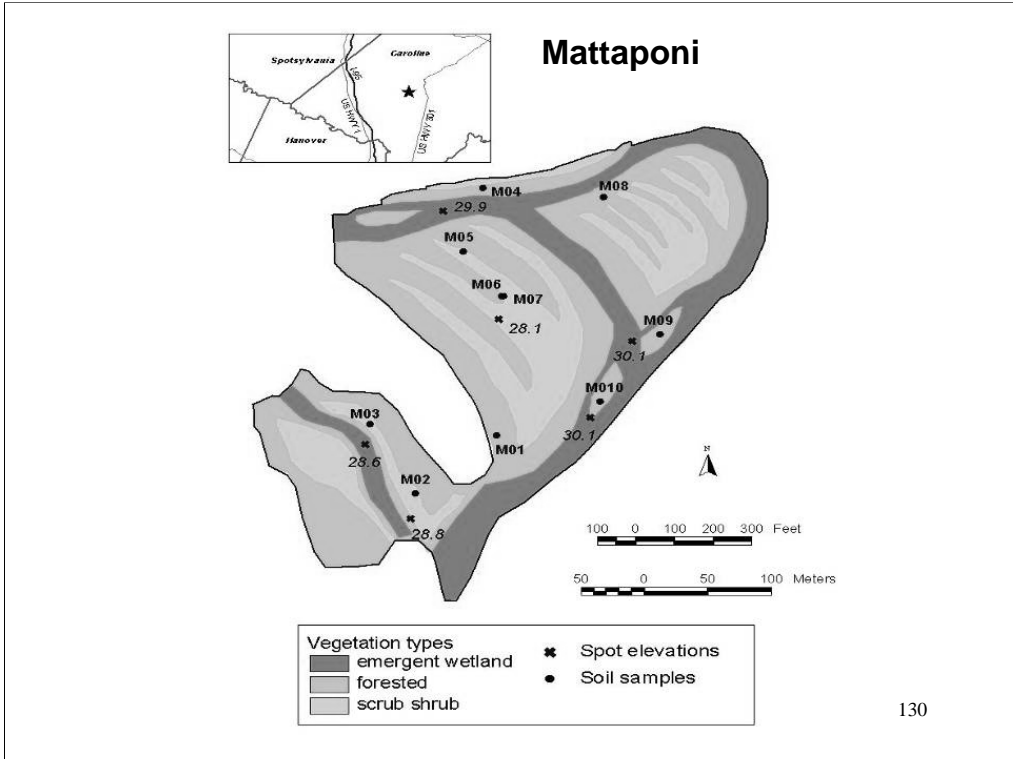 Mattaponi
Spotsylvania
Caroline
I-95
US HWY 1
US HWY 301
Hanover
M04
M08
29.9
M05
M06
M07
28.1
M09
30.1
M010
M03
30.1
M01
28.6
M02
28.8
N
100 0 100 200 300 Feet
50 0 50 100 Meters
Vegetation types
emergent wetland
forested
scrub shrub
Spot elevations
Soil samples
130